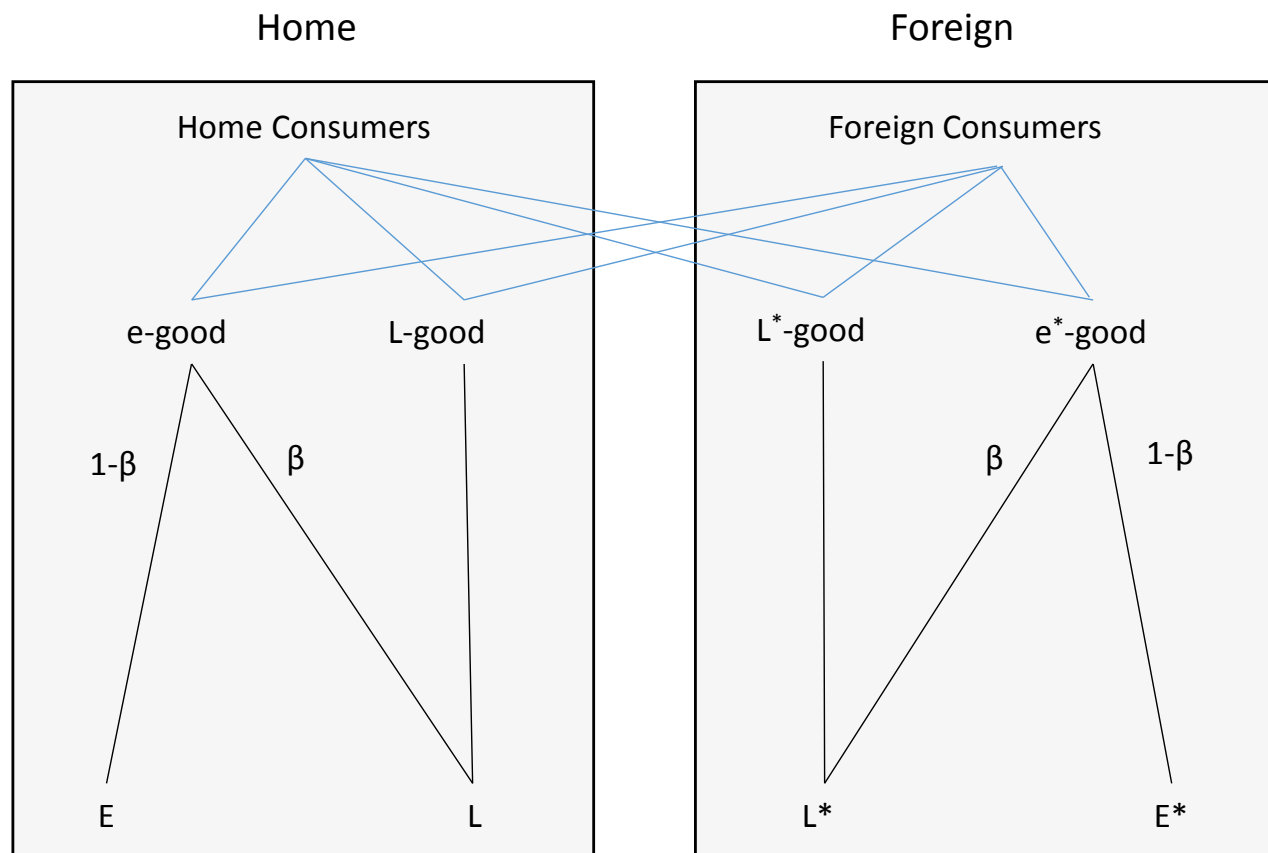 Home Foreign
Home Consumers Foreign Consumers
e-good L-good L*-good e*-good
1-β β β 1-β
E L L* E*